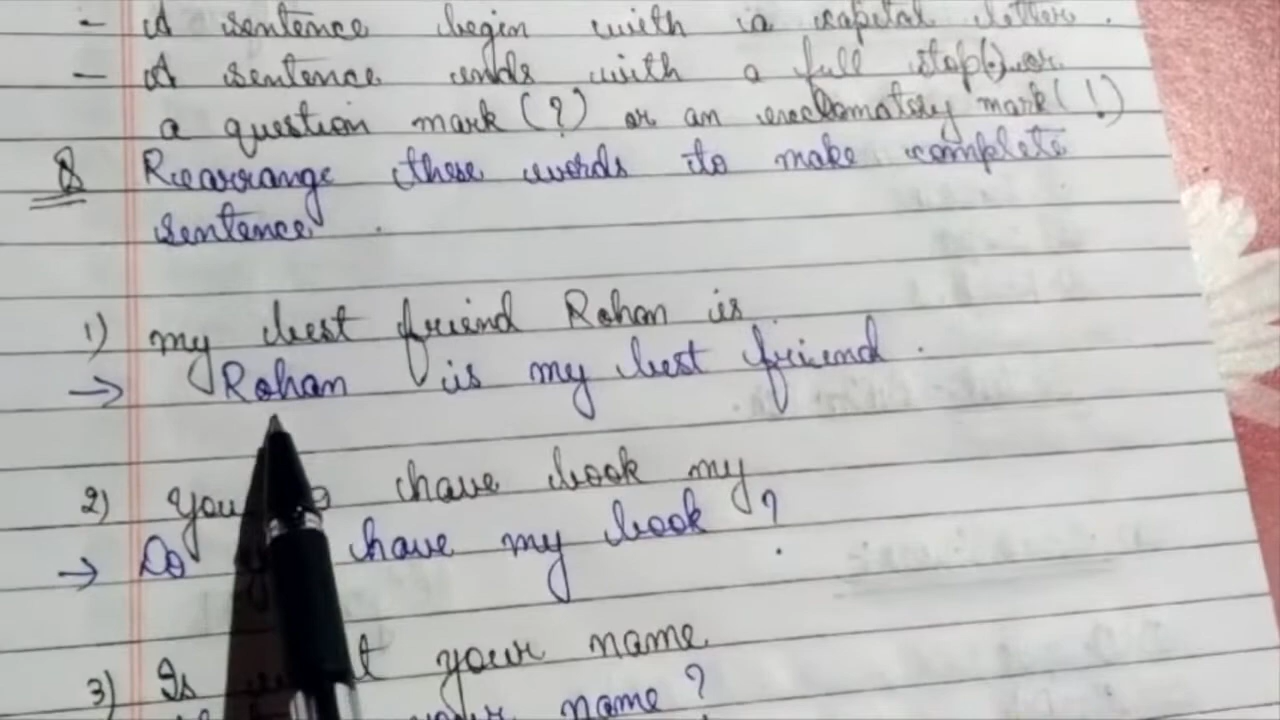 - A sentence begin with a capital letter.
- A sentence ends with a full stop(.) or
a question mark (?) or an exclamatory mark (!)
Q Rearrange these words to make complete
sentence.
1) my best friend Rohan is
→ Rohan is my best friend.
2) you have book my
→ Do have my book ?
3) Is your name
name ?